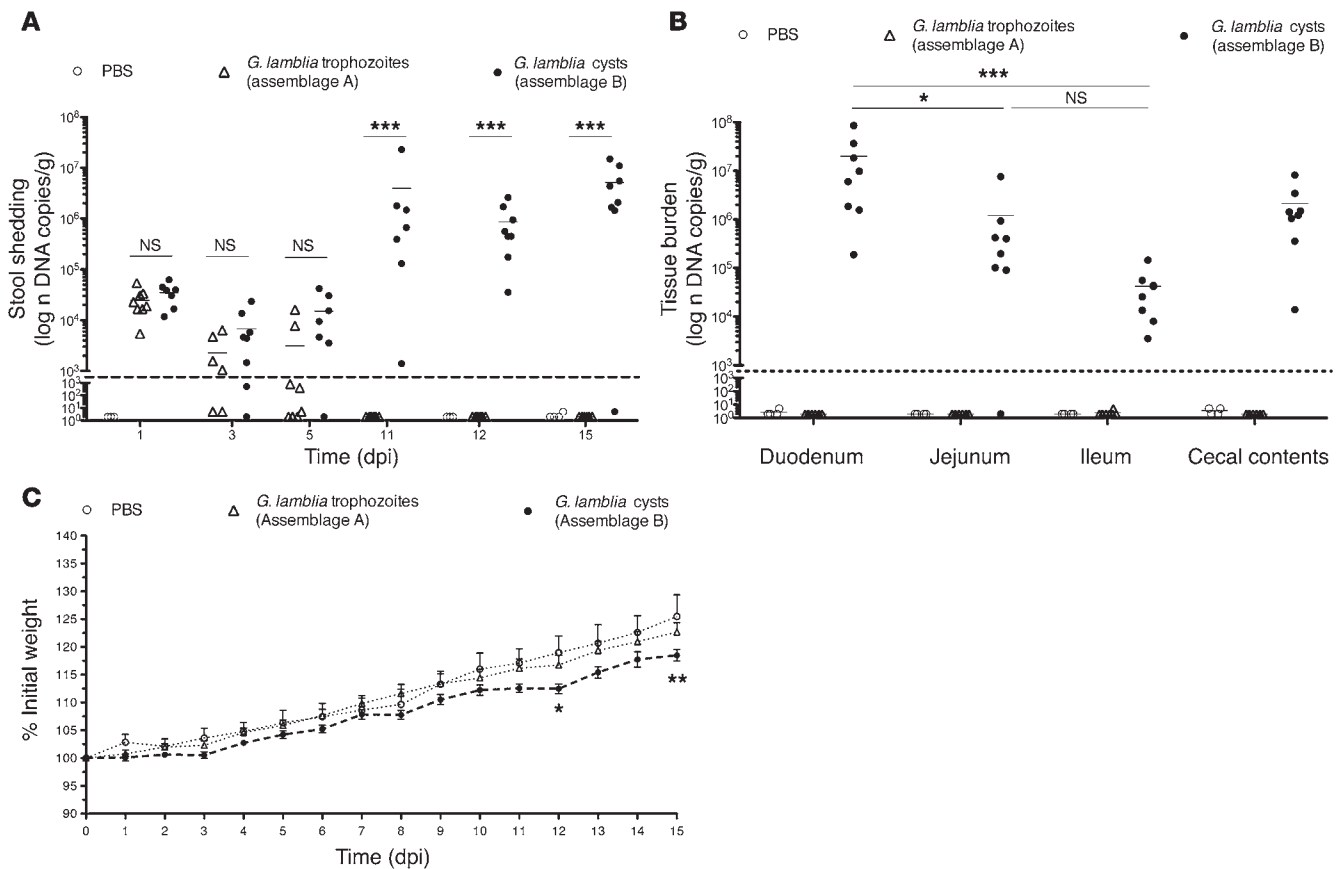 A
PBS
G. lamblia trophozoites
(assemblage A)
G. lamblia cysts
(assemblage B)
Stool shedding
(log n DNA copies/g)
10^8
10^7
10^6
10^5
10^4
10^3
10^3
10^2
10^1
10^0
NS
NS
NS
***
***
***
1
3
5
11
12
15
Time (dpi)
B
PBS
G. lamblia trophozoites
(assemblage A)
G. lamblia cysts
(assemblage B)
***
*
NS
Tissue burden
(log n DNA copies/g)
10^8
10^7
10^6
10^5
10^4
10^3
10^3
10^2
10^1
10^0
Duodenum
Jejunum
Ileum
Cecal contents
C
PBS
G. lamblia trophozoites
(Assemblage A)
G. lamblia cysts
(Assemblage B)
% Initial weight
140
135
130
125
120
115
110
105
100
95
90
*
**
0 1 2 3 4 5 6 7 8 9 10 11 12 13 14 15
Time (dpi)